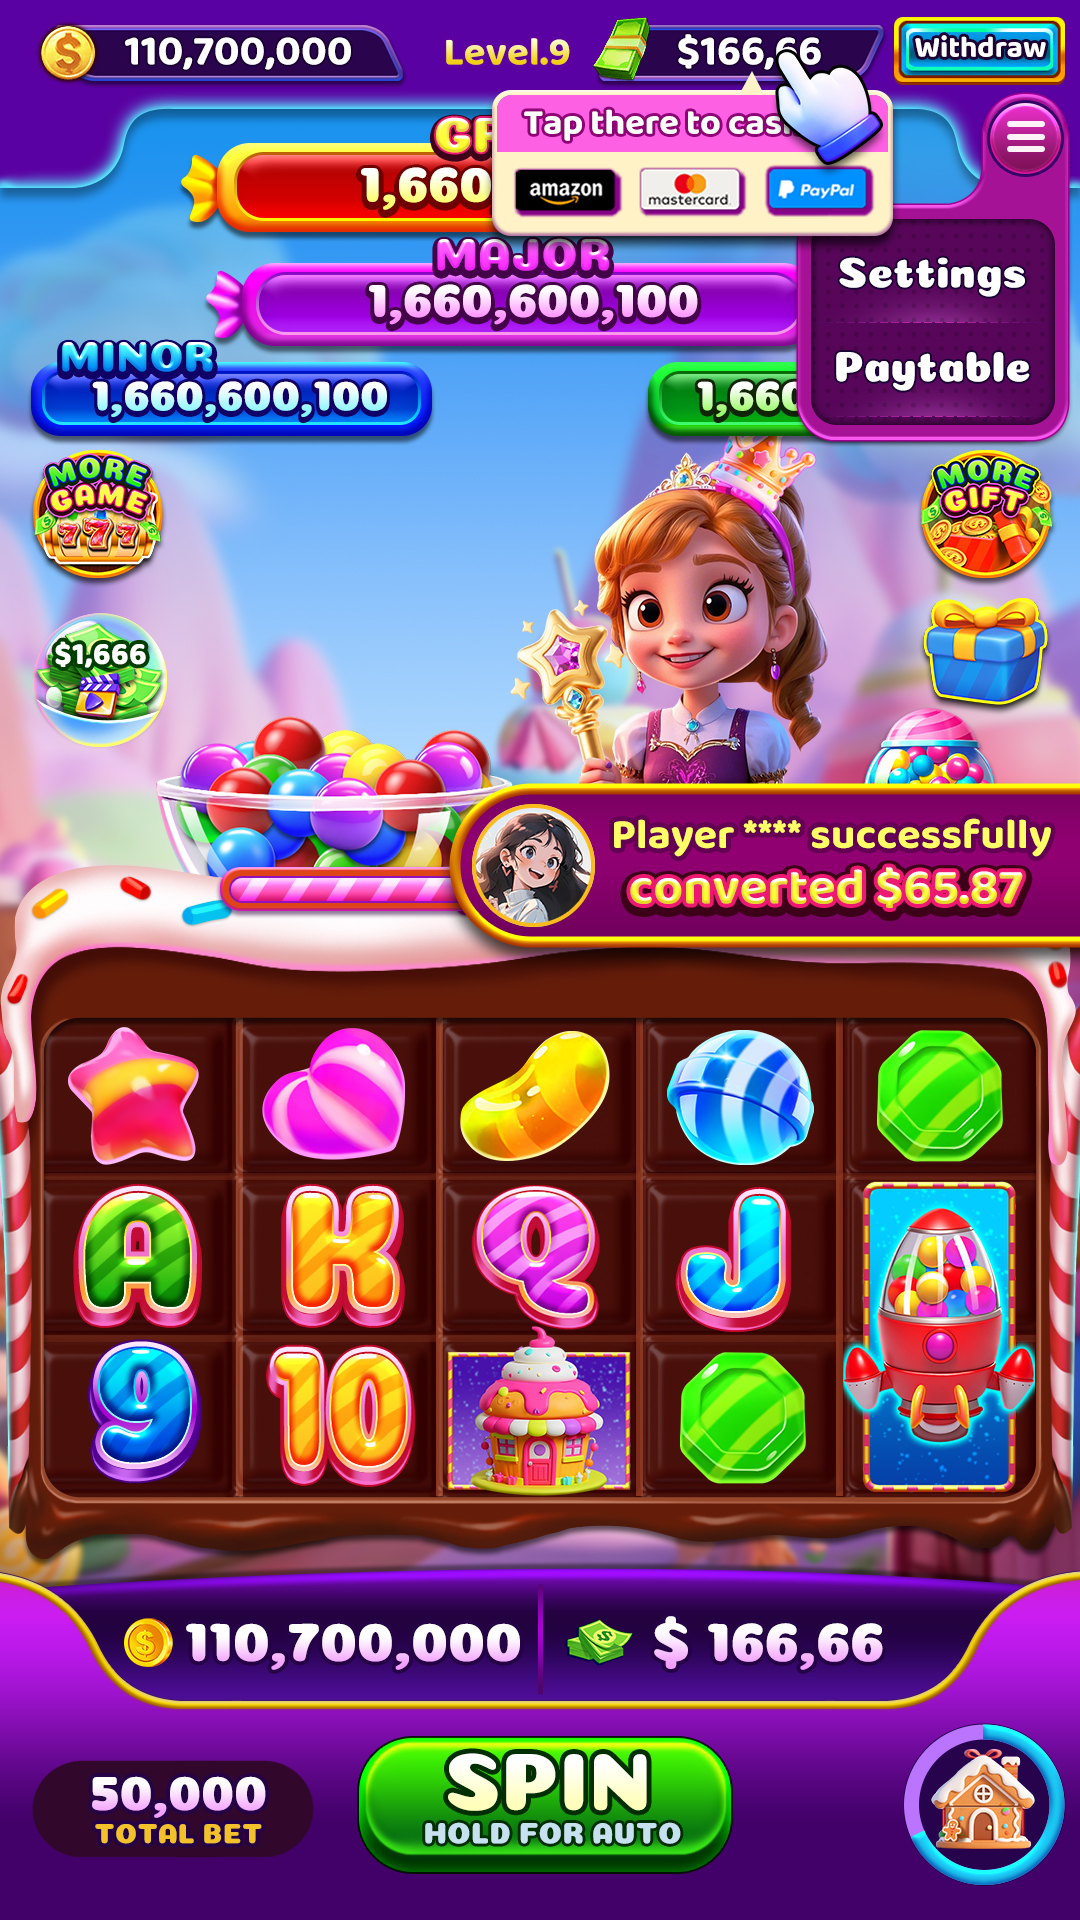 110,700,000
Level.9
$166,66
Withdraw
Tap there to cas
amazon
mastercard.
PayPal
1,660
MAJOR
1,660,600,100
Settings
Paytable
MINOR
1,660,600,100
1,660
MORE
GAME
777
MORE
GIFT
$1,666
Player **** successfully
converted $65.87
A
K
Q
J
9
10
110,700,000
$ 166,66
50,000
TOTAL BET
SPIN
HOLD FOR AUTO